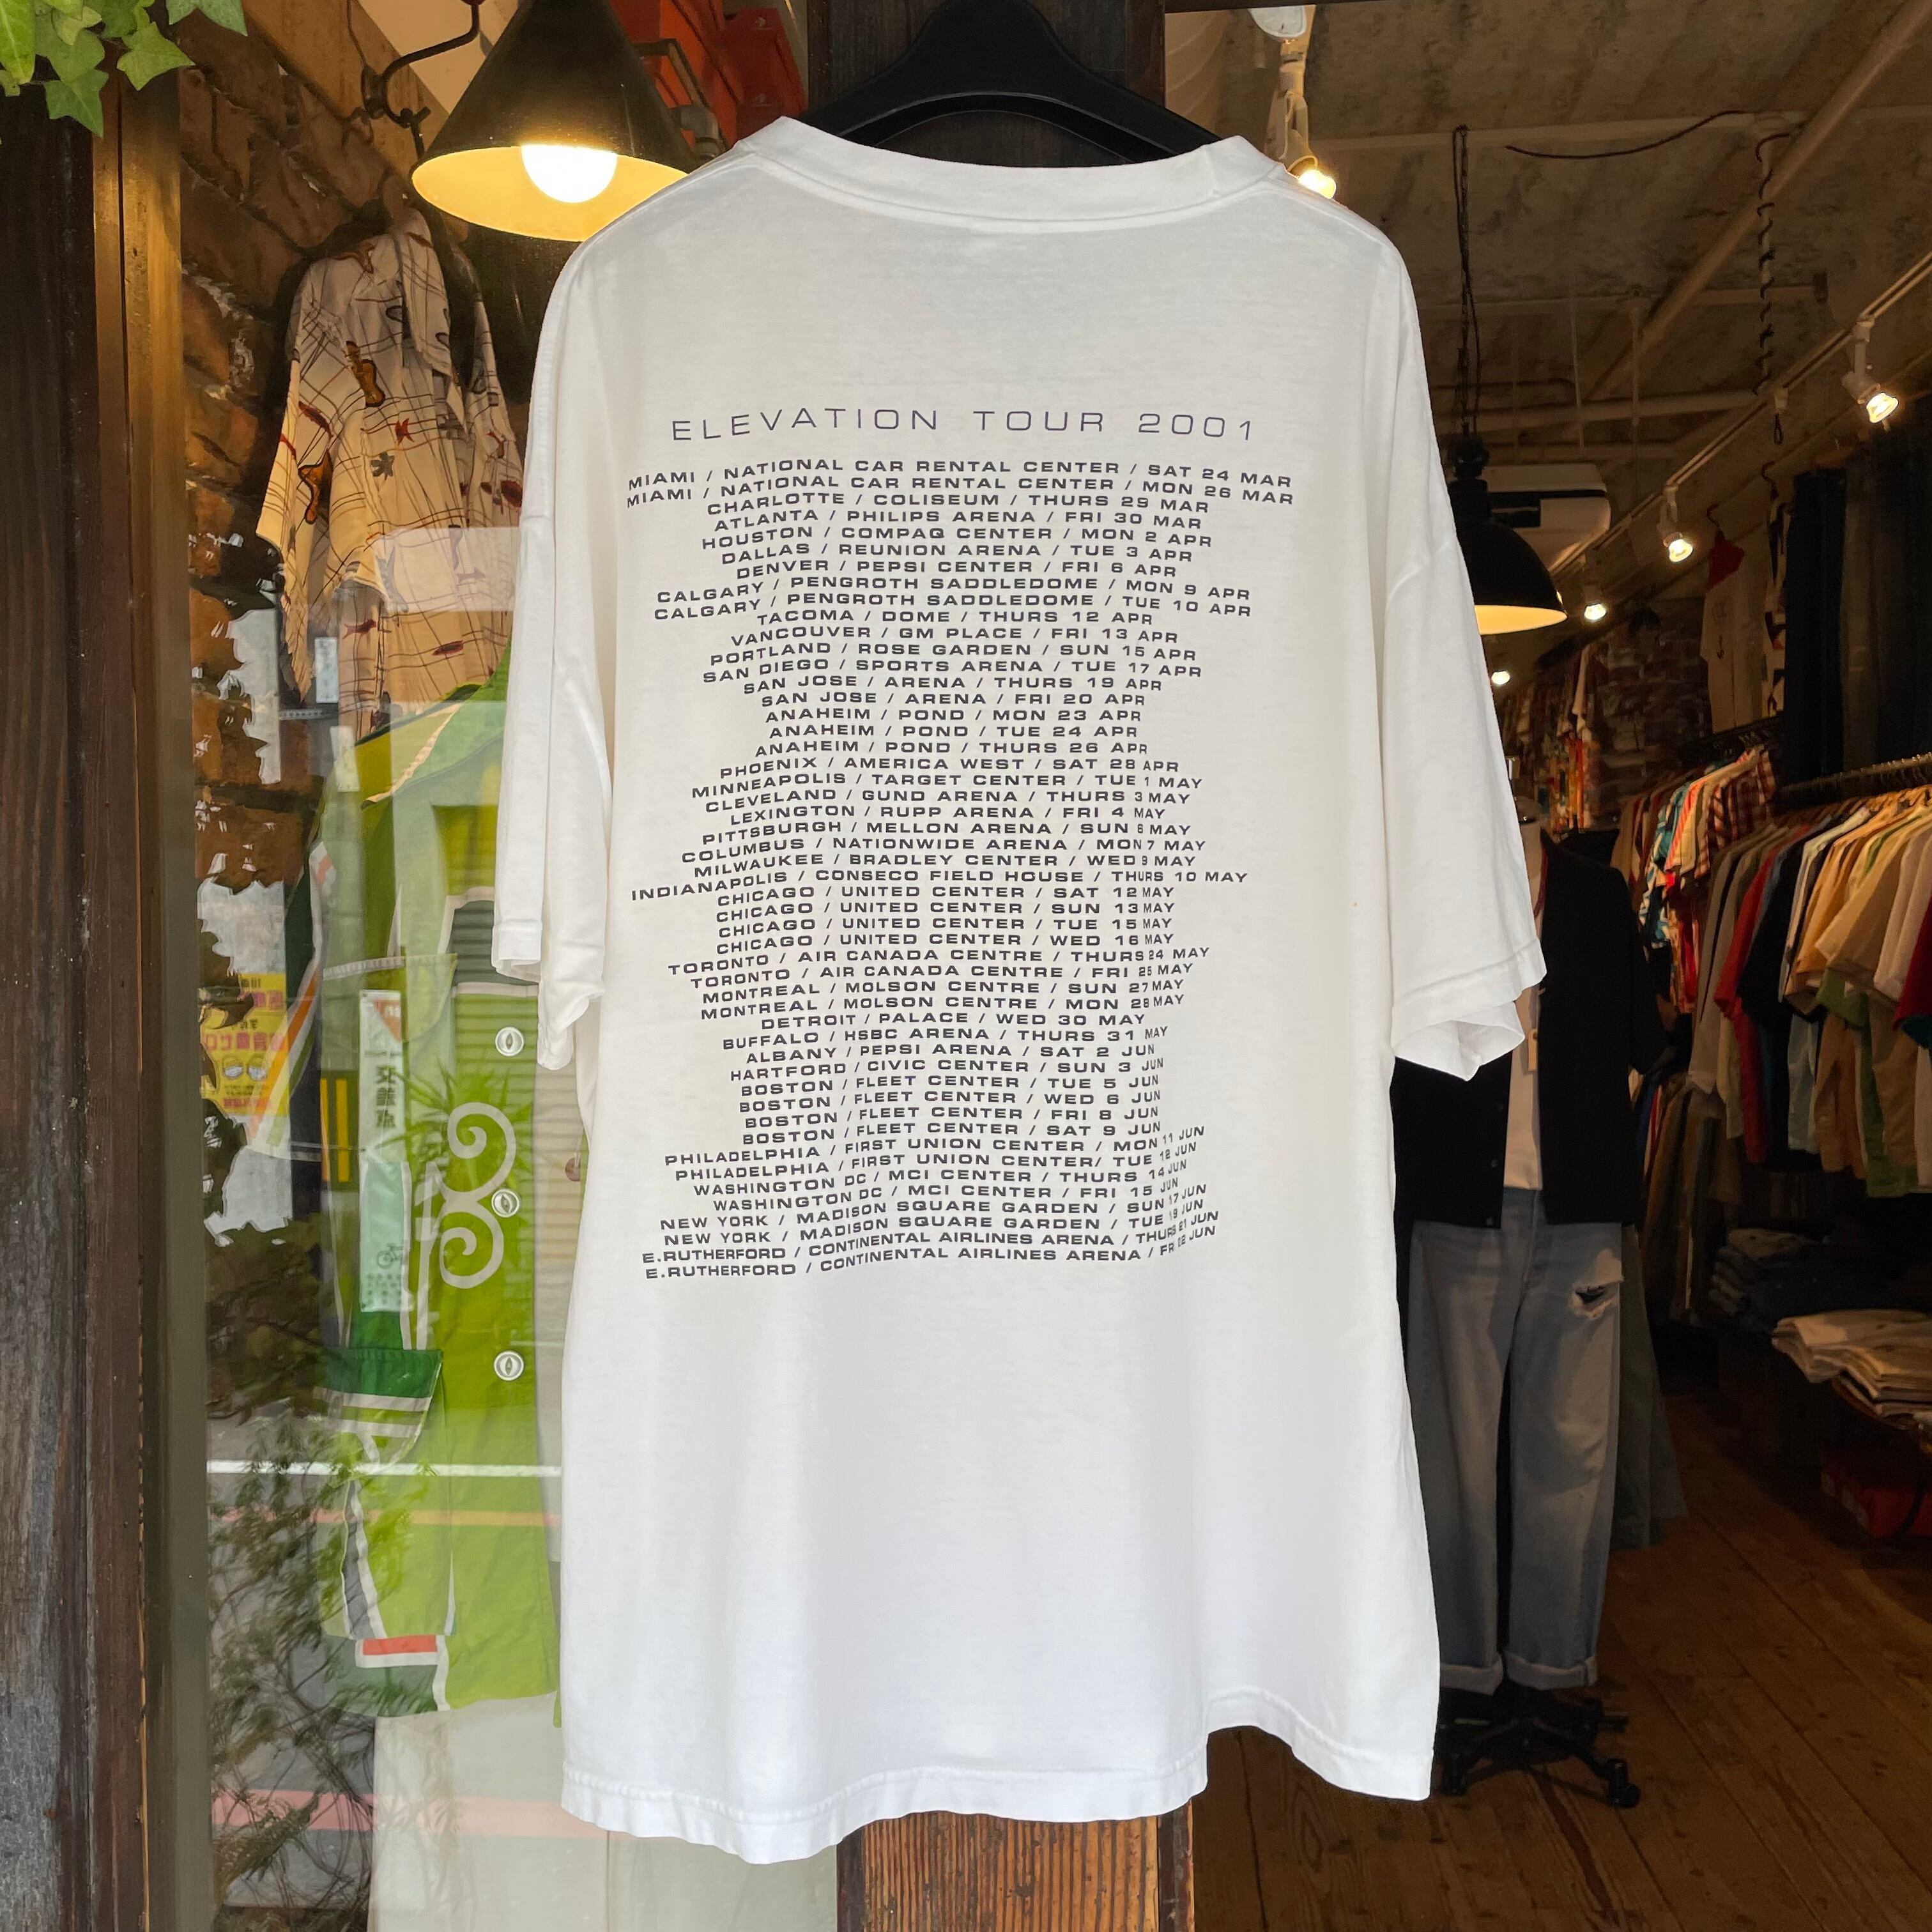 ELEVATION TOUR 2001
MIAMI / NATIONAL CAR RENTAL CENTER / SAT 24 MAR
MIAMI / NATIONAL CAR RENTAL CENTER / MON 26 MAR
CHARLOTTE / COLISEUM / THURS 29 MAR
ATLANTA / PHILIPS ARENA / FRI 30 MAR
HOUSTON / COMPAQ CENTER / MON 2 APR
DALLAS / REUNION ARENA / TUE 3 APR
DENVER / PEPSI CENTER / FRI 6 APR
CALGARY / PENGROTH SADDLEDOME / MON 9 APR
CALGARY / PENGROTH SADDLEDOME / TUE 10 APR
TACOMA / DOME / THURS 12 APR
VANCOUVER / GM PLACE / FRI 13 APR
PORTLAND / ROSE GARDEN / SUN 15 APR
SAN DIEGO / SPORTS ARENA / TUE 17 APR
SAN JOSE / ARENA / THURS 19 APR
SAN JOSE / ARENA / FRI 20 APR
ANAHEIM / POND / MON 23 APR
ANAHEIM / POND / TUE 24 APR
ANAHEIM / POND / THURS 26 APR
PHOENIX / AMERICA WEST / SAT 28 APR
MINNEAPOLIS / TARGET CENTER / TUE 1 MAY
CLEVELAND / GUND ARENA / THURS 3 MAY
LEXINGTON / RUPP ARENA / FRI 4 MAY
PITTSBURGH / MELLON ARENA / SUN 6 MAY
COLUMBUS / NATIONWIDE ARENA / MON 7 MAY
MILWAUKEE / BRADLEY CENTER / WED 9 MAY
INDIANAPOLIS / CONSECO FIELD HOUSE / THURS 10 MAY
CHICAGO / UNITED CENTER / SAT 12 MAY
CHICAGO / UNITED CENTER / SUN 13 MAY
CHICAGO / UNITED CENTER / TUE 15 MAY
CHICAGO / UNITED CENTER / WED 16 MAY
TORONTO / AIR CANADA CENTRE / THURS 24 MAY
TORONTO / AIR CANADA CENTRE / FRI 25 MAY
MONTREAL / MOLSON CENTRE / SUN 27 MAY
MONTREAL / MOLSON CENTRE / MON 28 MAY
DETROIT / PALACE / WED 30 MAY
BUFFALO / HSBC ARENA / THURS 31 MAY
ALBANY / PEPSI ARENA / SAT 2 JUN
HARTFORD / CIVIC CENTER / SUN 3 JUN
BOSTON / FLEET CENTER / TUE 5 JUN
BOSTON / FLEET CENTER / WED 6 JUN
BOSTON / FLEET CENTER / FRI 8 JUN
BOSTON / FLEET CENTER / SAT 9 JUN
PHILADELPHIA / FIRST UNION CENTER / MON 11 JUN
PHILADELPHIA / FIRST UNION CENTER/ TUE 12 JUN
WASHINGTON DC / MCI CENTER / THURS 14 JUN
WASHINGTON DC / MCI CENTER / FRI 15 JUN
NEW YORK / MADISON SQUARE GARDEN / SUN 17 JUN
NEW YORK / MADISON SQUARE GARDEN / TUE 19 JUN
E.RUTHERFORD / CONTINENTAL AIRLINES ARENA / THURS 21 JUN
E.RUTHERFORD / CONTINENTAL AIRLINES ARENA / FR 22 JUN